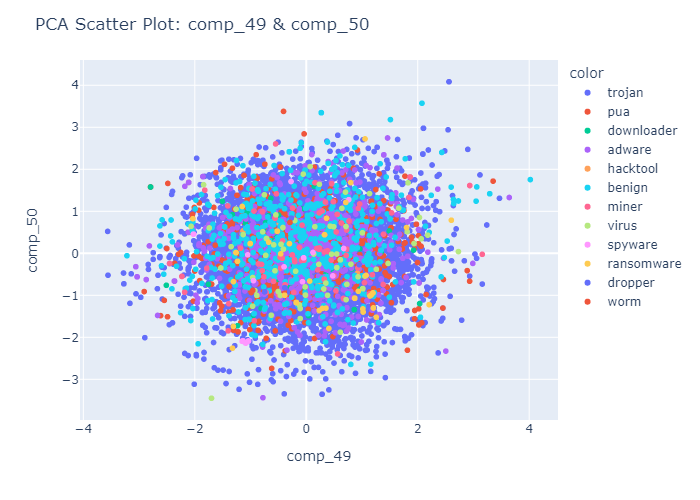 PCA Scatter Plot: comp_49 & comp_50
color
trojan
pua
downloader
adware
hacktool
benign
miner
virus
spyware
ransomware
dropper
worm
4
3
2
1
0
−1
−2
−3
comp_50
−4
−2
0
2
4
comp_49